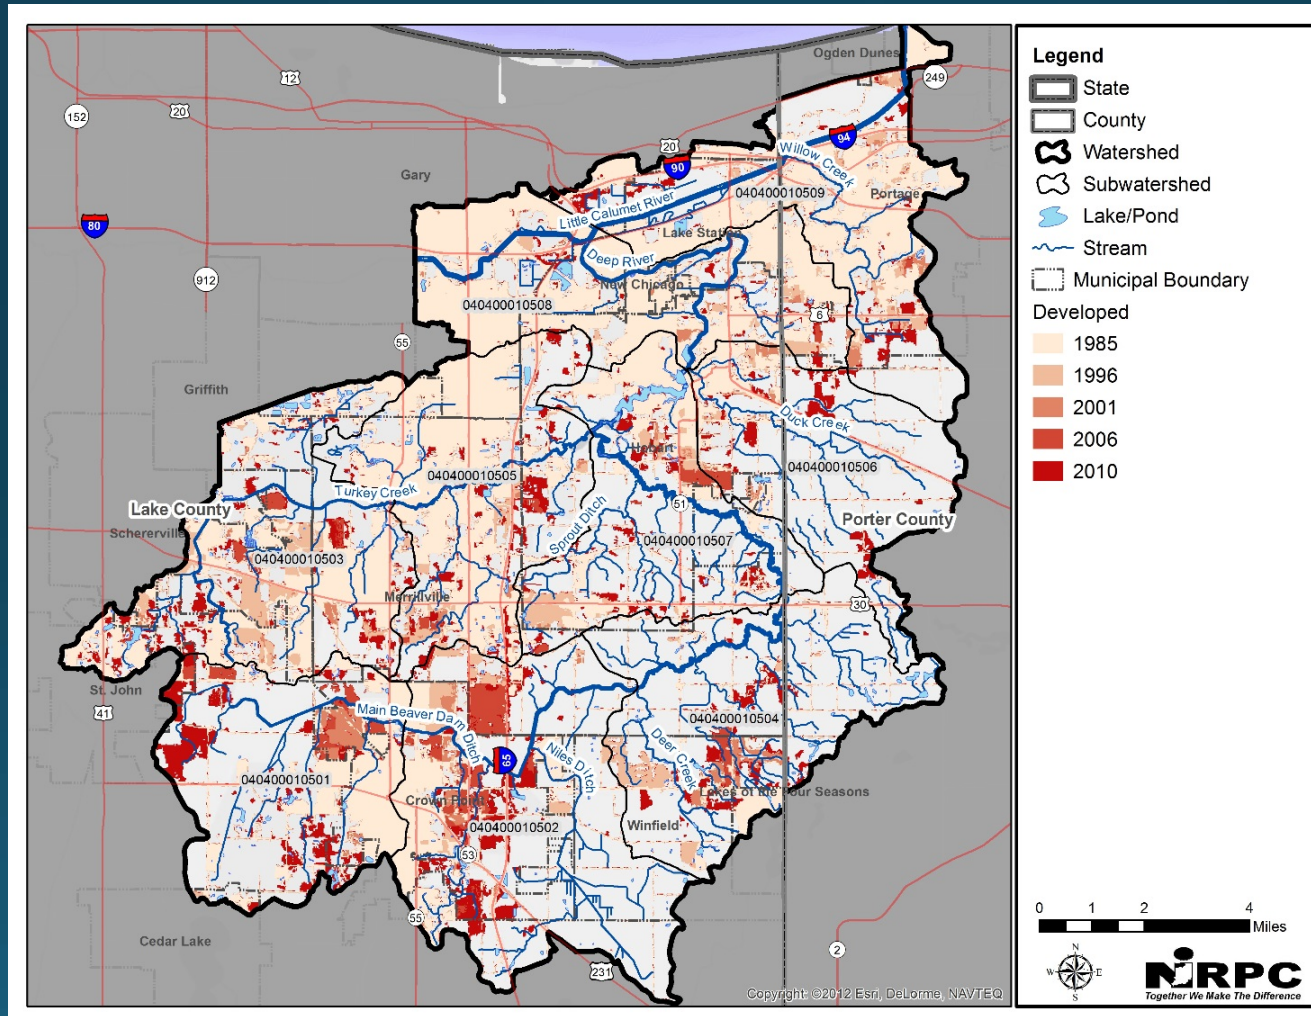 Ogden Dunes
249
12
152
20
20
94
Willow Creek
90
Gary
040400010509
Portage
Little Calumet River
80
Lake Station
Deep River
912
New Chicago
040400010508
6
55
Griffith
Duck Creek
Hobart
040400010505
040400010506
Turkey Creek
Lake County
51
Porter County
Schererville
Sprout Ditch
040400010507
040400010503
Merrillville
30
St. John
41
Main Beaver Dam Ditch
040400010504
Deer Creek
65
Niles Ditch
040400010501
Lakes of the Four Seasons
Crown Point
040400010502
Winfield
53
55
Cedar Lake
2
231
Copyright: ©2012 Esri, DeLorme, NAVTEQ
Legend
State
County
Watershed
Subwatershed
Lake/Pond
Stream
Municipal Boundary
Developed
1985
1996
2001
2006
2010
0 1 2 4
Miles
N
W E
S
NIRPC
Together We Make The Difference